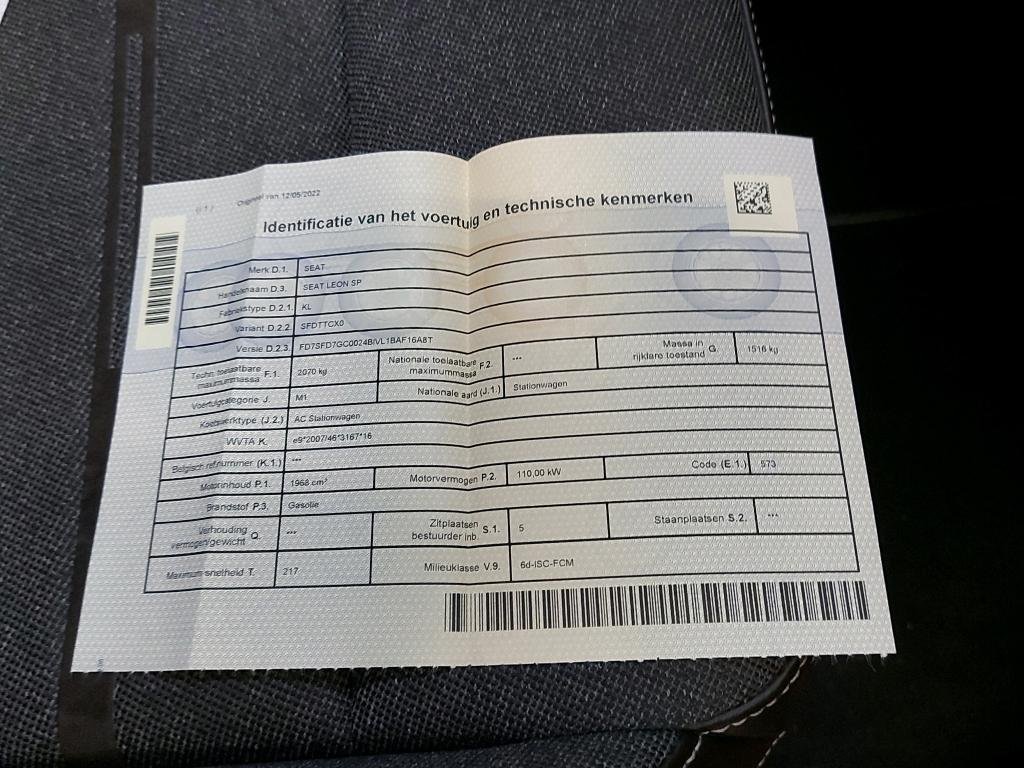 Origineel van 12/05/2022
Identificatie van het voertuig en technische kenmerken
Merk D.1. SEAT
Handelsnaam D.3. SEAT LEON SP
Fabriekstype D.2.1. KL
Variant D.2.2. SFDTTCX0
Versie D.2.3.
Techn. toelaatbare maximummassa F.1. 2070 kg Nationale toelaatbare maximummassa F.2. --- Massa in rijklare toestand G. 1516 kg
Voertuigcategorie J. M1 Nationale aard (J.1.) Stationwagen
Koetswerktype (J.2.) AC Stationwagen
WVTA K. e9*2007/46*3167*16
Belgisch refnummer (K.1.) ---
Motorinhoud P.1. 1968 cm³ Motorvermogen P.2. 110,00 kW Code (E.1.) 573
Brandstof P.3. Gasolie
Verhouding vermogen/gewicht Q. --- Zitplaatsen bestuurder inb. S.1. 5 Staanplaatsen S.2. ---
Maximum snelheid T. 217 Milieuklasse V.9. 6d-ISC-FCM